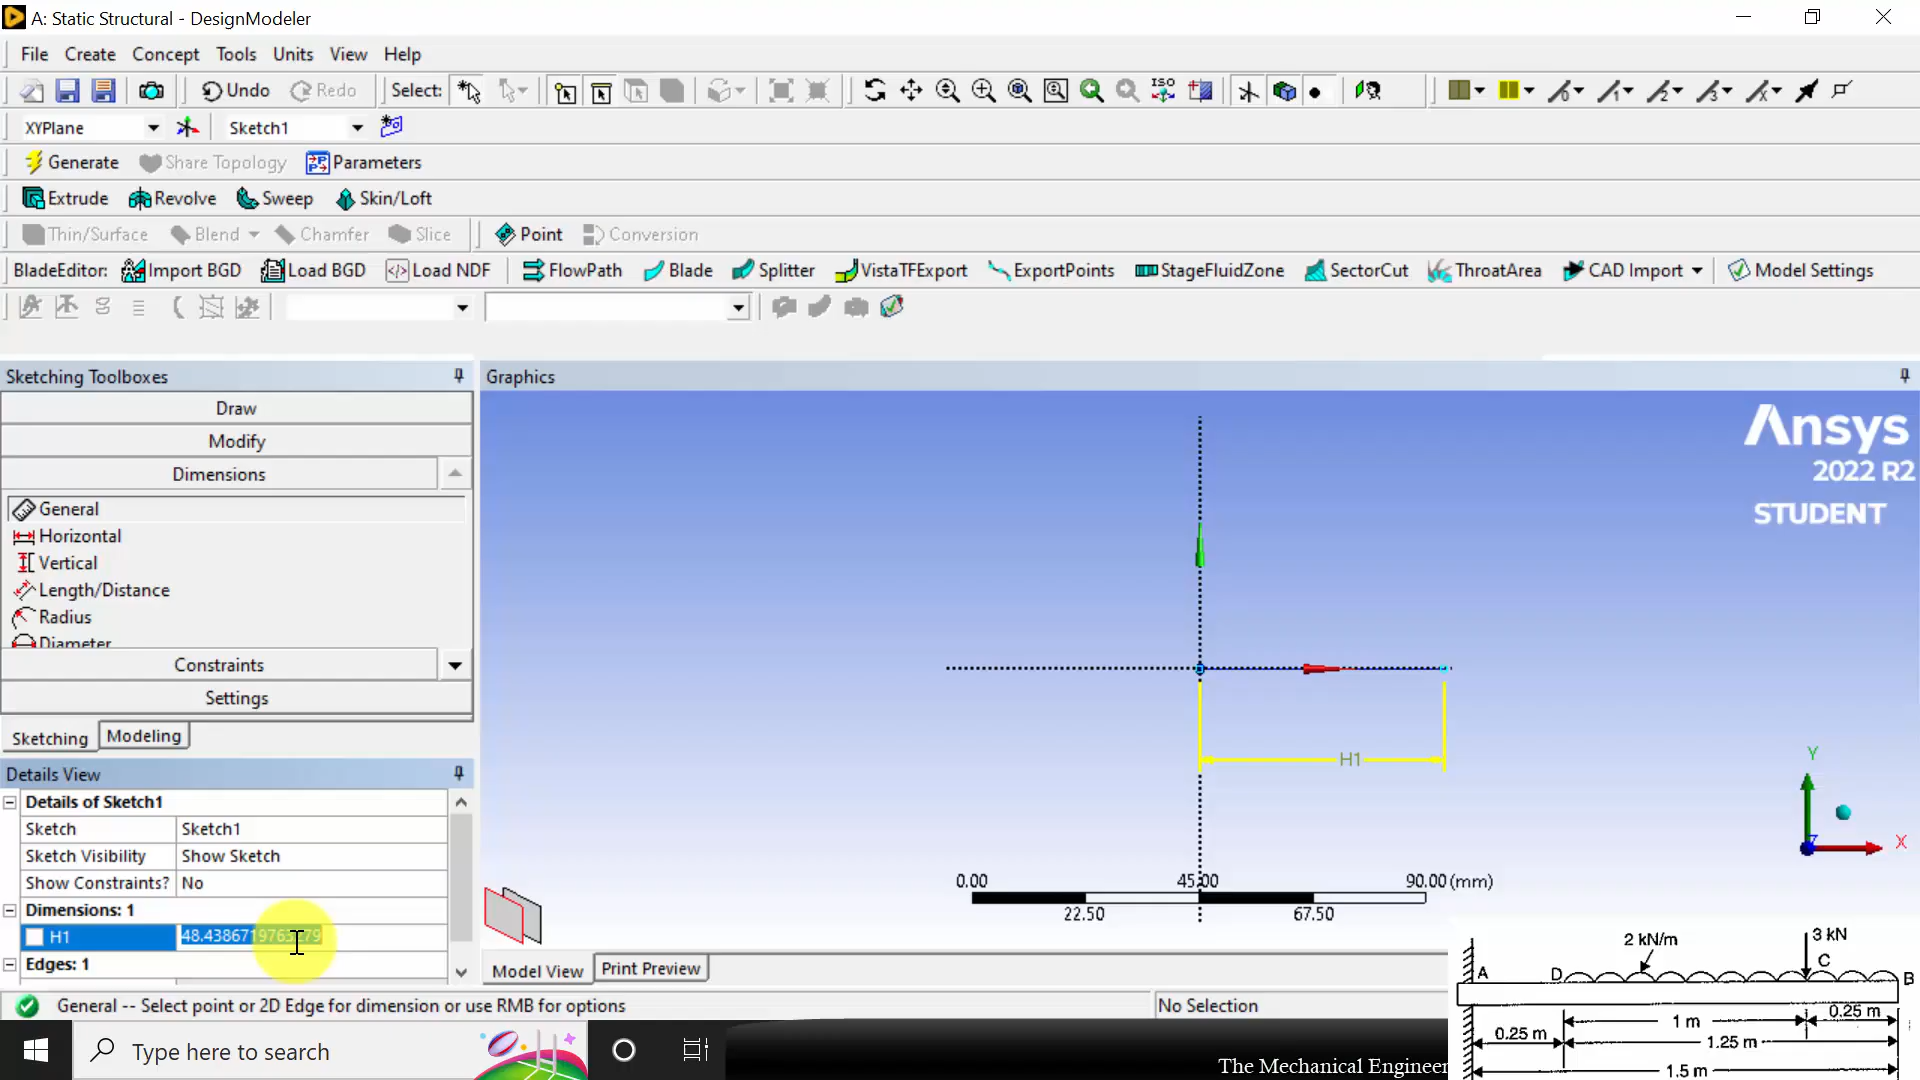 A: Static Structural - DesignModeler
File Create Concept Tools Units View Help
Undo Redo Select: ISO
XYPlane Sketch1
Generate Share Topology Parameters
Extrude Revolve Sweep Skin/Loft
Thin/Surface Blend Chamfer Slice Point Conversion
BladeEditor: Import BGD Load BGD Load NDF FlowPath Blade Splitter VistaTFExport ExportPoints StageFluidZone SectorCut ThroatArea CAD Import Model Settings
Sketching Toolboxes
Draw
Modify
Dimensions
General
Horizontal
Vertical
Length/Distance
Radius
Diameter
Constraints
Settings
Sketching Modeling
Details View
Details of Sketch1
Sketch Sketch1
Sketch Visibility Show Sketch
Show Constraints? No
Dimensions: 1
H1
Edges: 1
Graphics
Ansys
2022 R2
STUDENT
H1
Y
X
0.00 45.00 90.00 (mm)
22.50 67.50
Model View Print Preview
General -- Select point or 2D Edge for dimension or use RMB for options No Selection
2 kN/m 3 kN
A D C B
0.25 m 1 m 0.25 m
1.25 m
1.5 m
Type here to search
The Mechanical Engineer